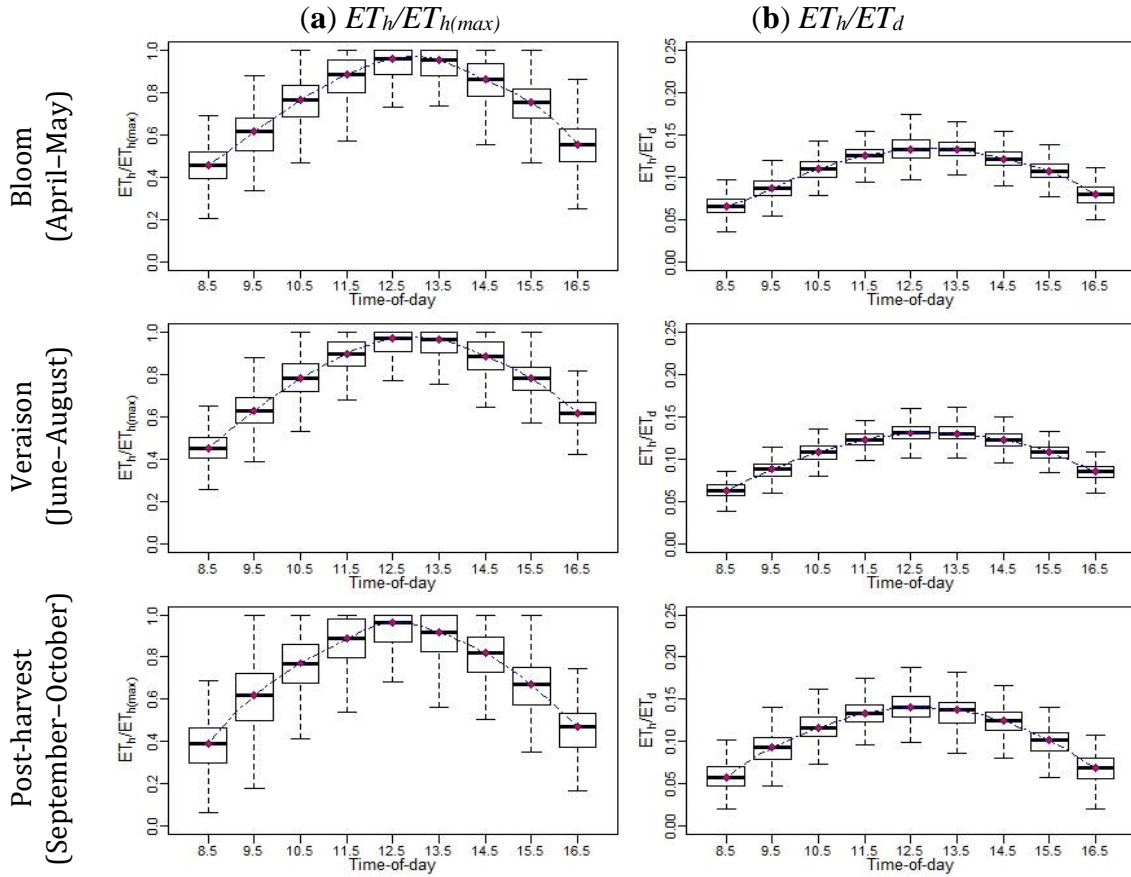 (a) ETh/ETh(max)
(b) ETh/ETd
Bloom
(April–May)
ETh/ETh(max)
0.0 0.2 0.4 0.6 0.8 1.0
8.5 9.5 10.5 11.5 12.5 13.5 14.5 15.5 16.5
Time-of-day
ETh/ETd
0.00 0.05 0.10 0.15 0.20 0.25
8.5 9.5 10.5 11.5 12.5 13.5 14.5 15.5 16.5
Time-of-day
Veraison
(June–August)
ETh/ETh(max)
0.0 0.2 0.4 0.6 0.8 1.0
8.5 9.5 10.5 11.5 12.5 13.5 14.5 15.5 16.5
Time-of-day
ETh/ETd
0.00 0.05 0.10 0.15 0.20 0.25
8.5 9.5 10.5 11.5 12.5 13.5 14.5 15.5 16.5
Time-of-day
Post-harvest
(September–October)
ETh/ETh(max)
0.0 0.2 0.4 0.6 0.8 1.0
8.5 9.5 10.5 11.5 12.5 13.5 14.5 15.5 16.5
Time-of-day
ETh/ETd
0.00 0.05 0.10 0.15 0.20 0.25
8.5 9.5 10.5 11.5 12.5 13.5 14.5 15.5 16.5
Time-of-day